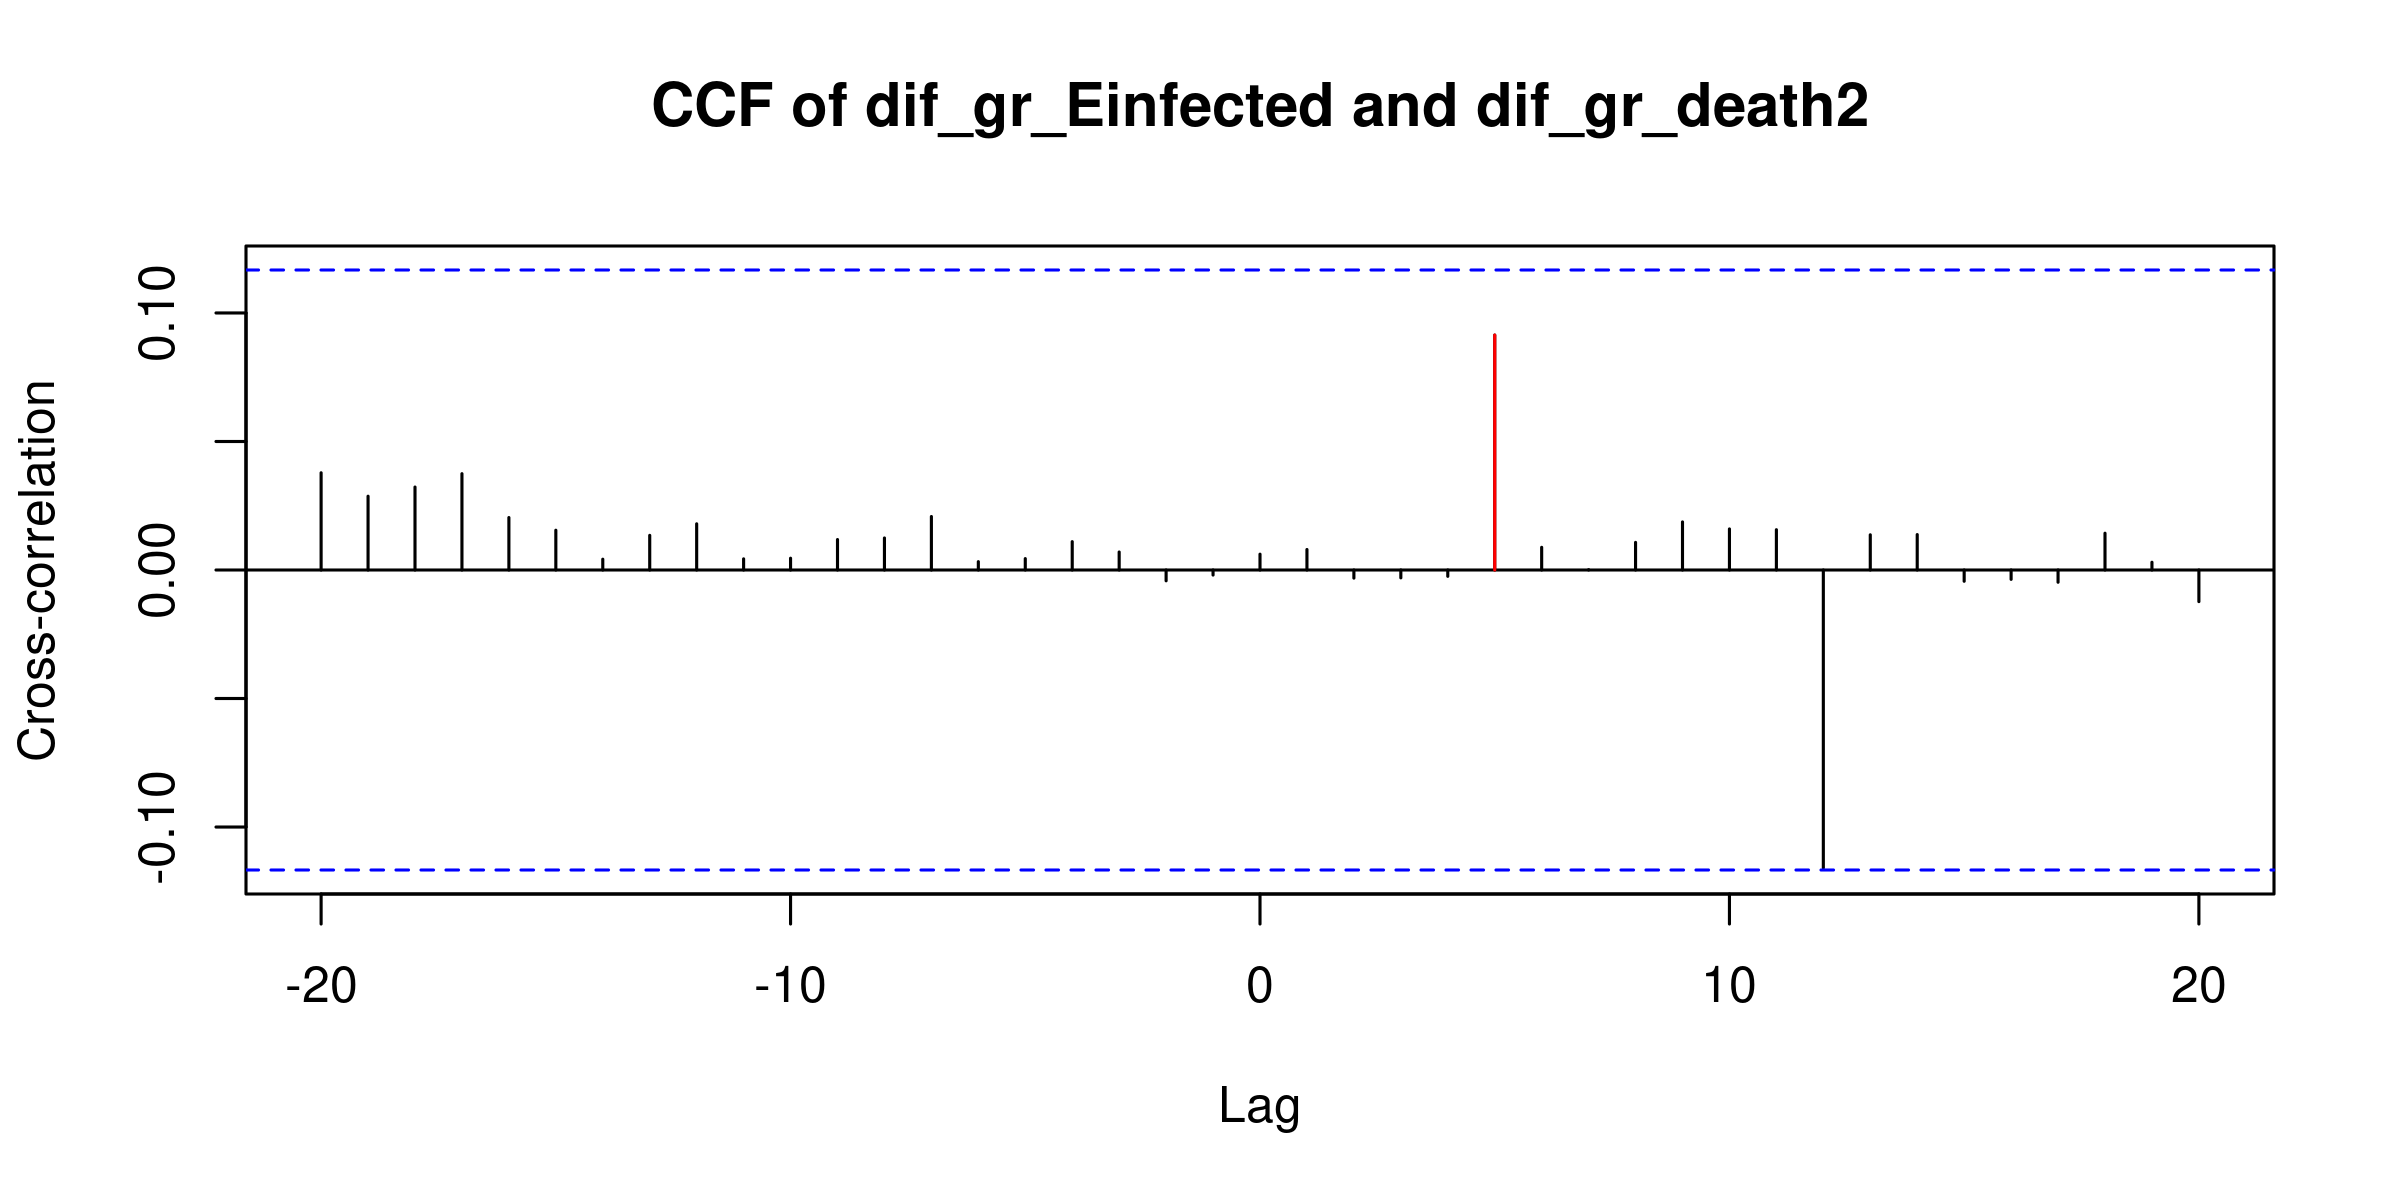 CCF of dif_gr_Einfected and dif_gr_death2
Cross-correlation
0.10
0.00
-0.10
-20
-10
0
10
20
Lag